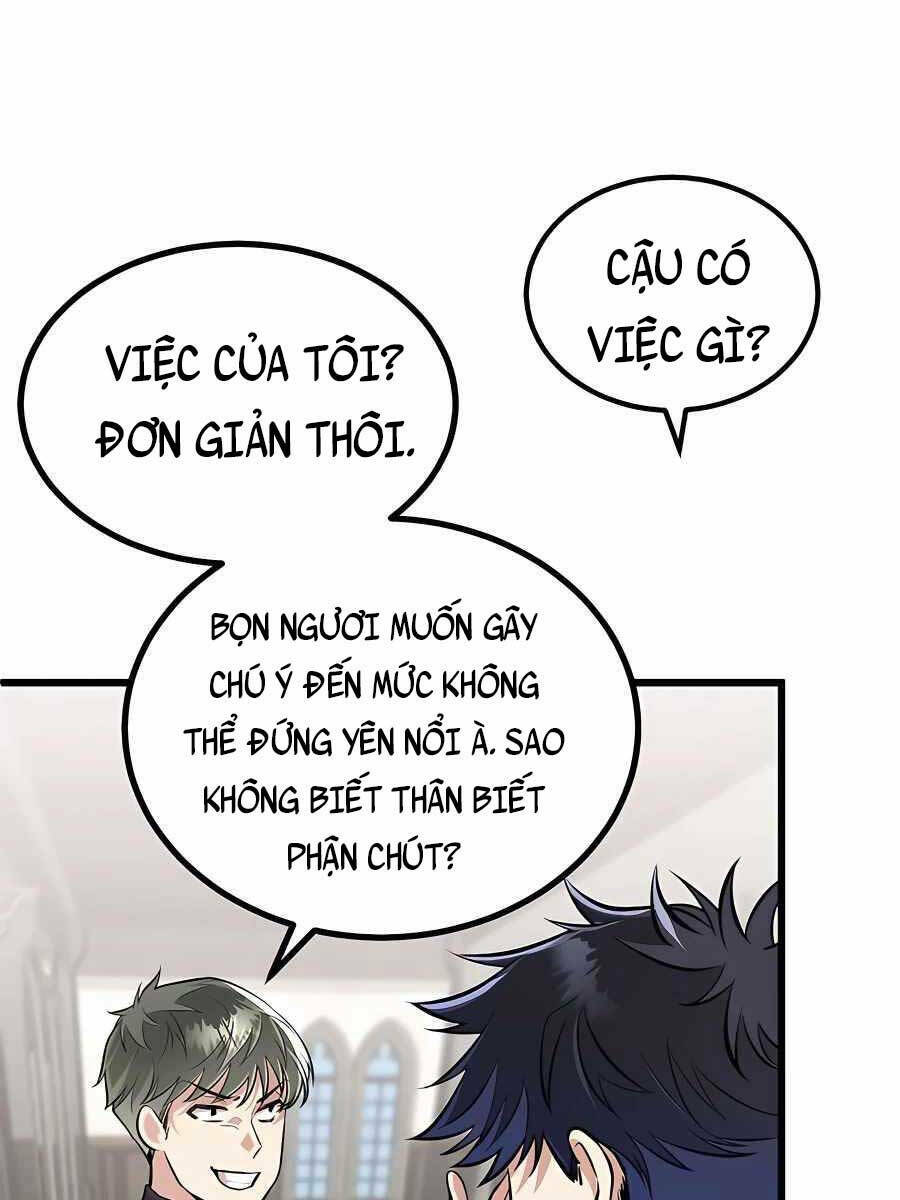 CẬU CÓ
VIỆC GÌ?
VIỆC CỦA TÔI?
ĐƠN GIẢN THÔI.
BỌN NGƯƠI MUỐN GÂY
CHÚ Ý ĐẾN MỨC KHÔNG
THỂ ĐỨNG YÊN NỔI À. SAO
KHÔNG BIẾT THÂN BIẾT
PHẬN CHÚT?